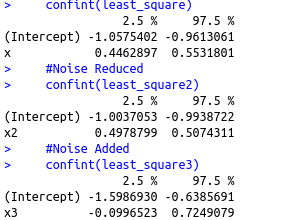 > confint(least_square)
2.5 % 97.5 %
(Intercept) -1.0575402 -0.9613061
x 0.4462897 0.5531801
> #Noise Reduced
> confint(least_square2)
2.5 % 97.5 %
(Intercept) -1.0037053 -0.9938722
x2 0.4978799 0.5074311
> #Noise Added
> confint(least_square3)
2.5 % 97.5 %
(Intercept) -1.5986930 -0.6385691
x3 -0.0996523 0.7249079